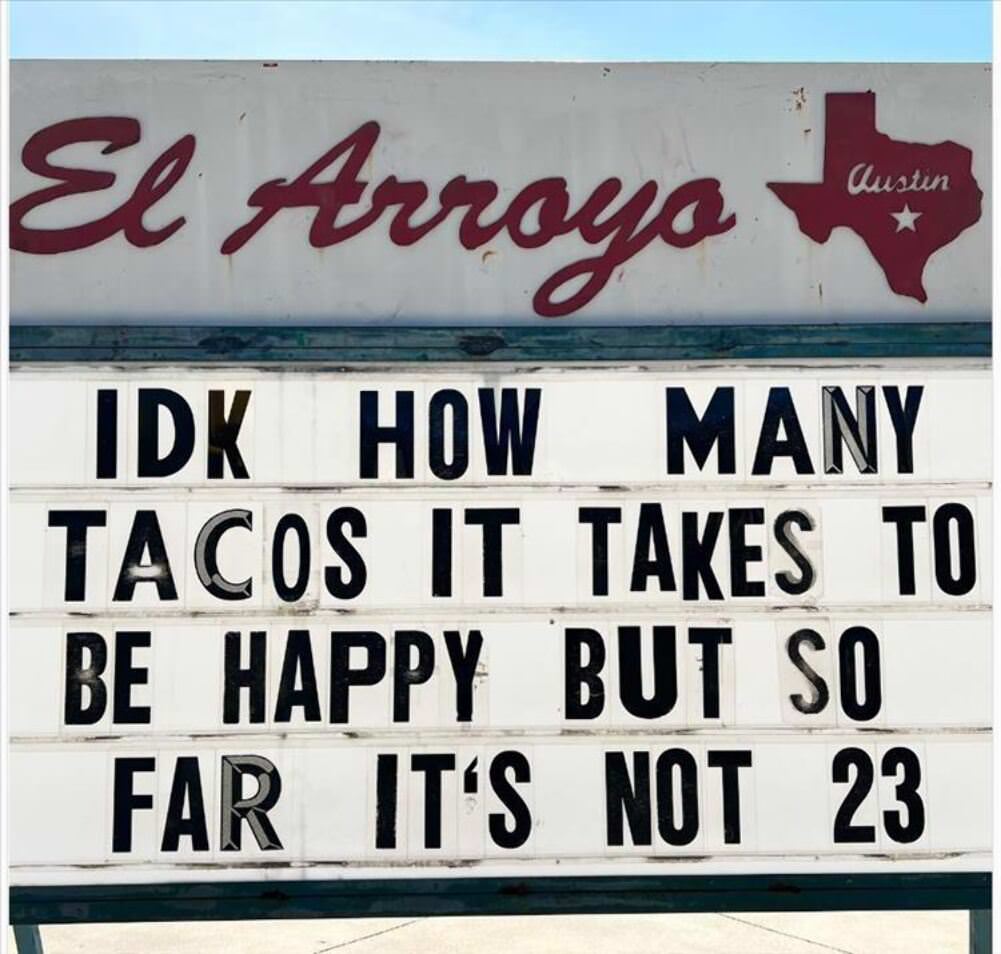 El Arroyo
Austin
IDK HOW MANY
TACOS IT TAKES TO
BE HAPPY BUT SO
FAR IT'S NOT 23